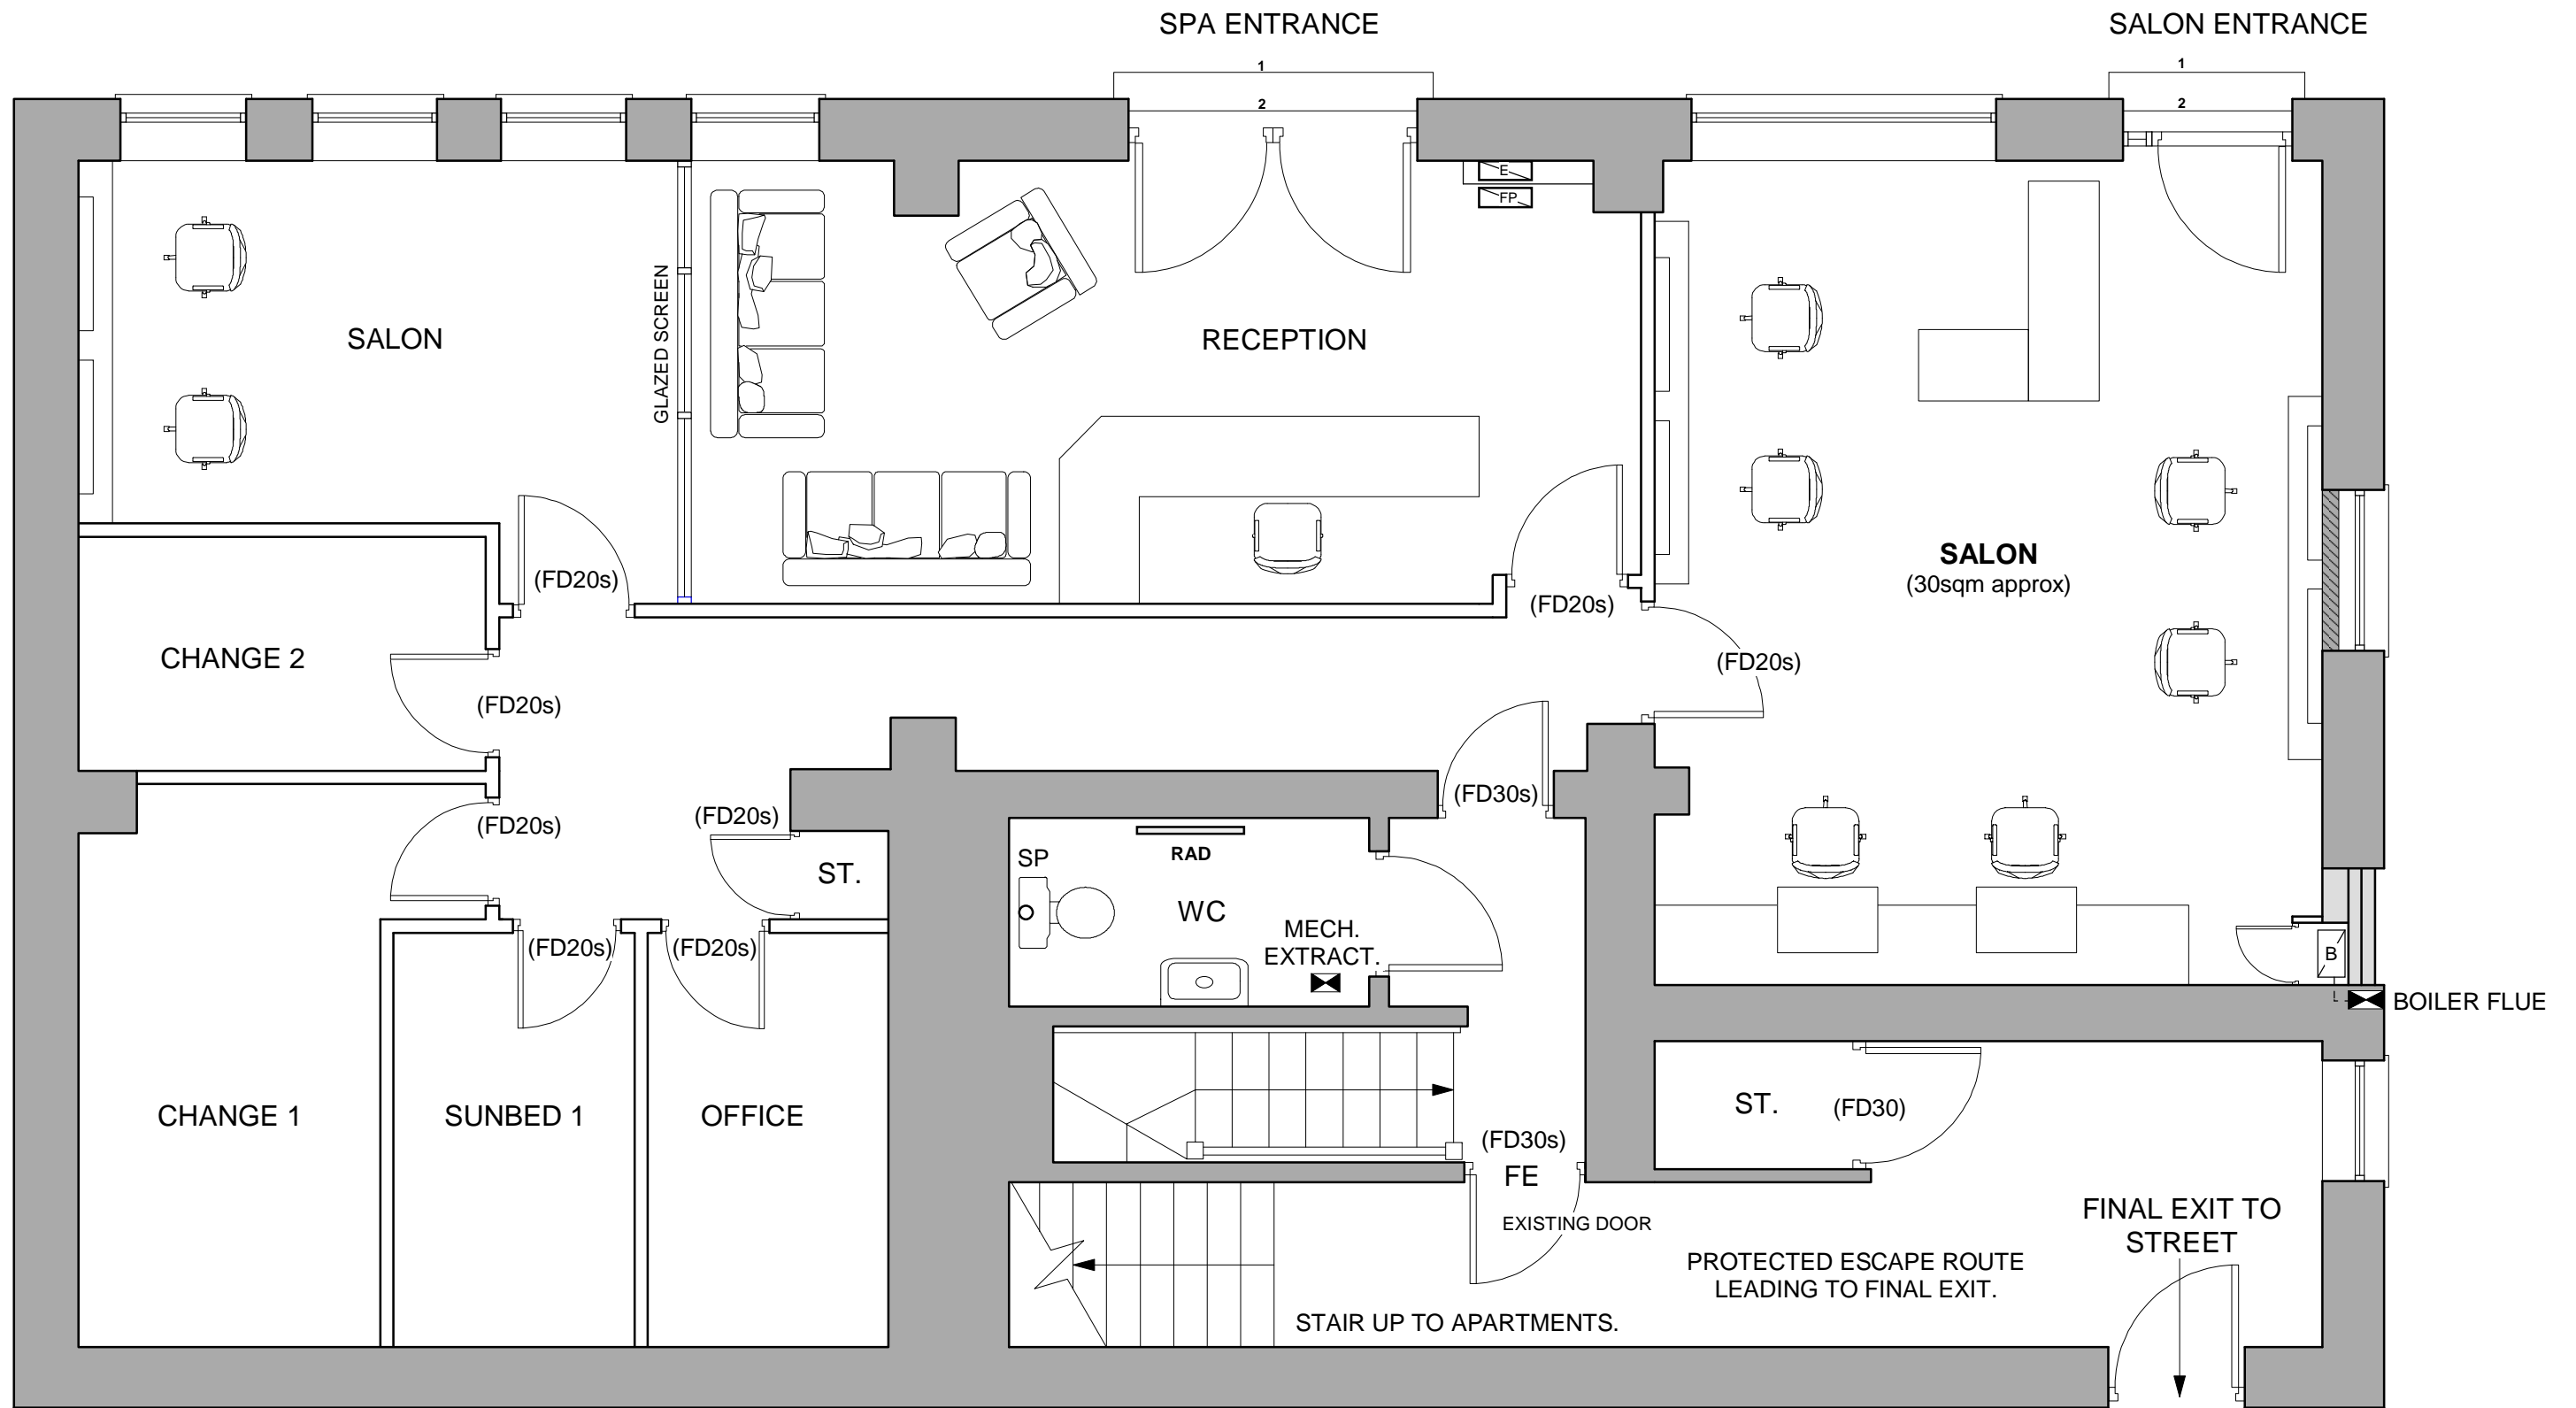 SPA ENTRANCE
SALON ENTRANCE
1
1
2
2
E
FP
SALON
GLAZED SCREEN
RECEPTION
SALON
(30sqm approx)
(FD20s)
(FD20s)
CHANGE 2
(FD20s)
(FD20s)
(FD20s)
(FD20s)
(FD30s)
SP
RAD
ST.
WC
MECH.
EXTRACT.
(FD20s)
(FD20s)
B
BOILER FLUE
CHANGE 1
SUNBED 1
OFFICE
ST.
(FD30)
(FD30s)
FE
EXISTING DOOR
FINAL EXIT TO
STREET
PROTECTED ESCAPE ROUTE
LEADING TO FINAL EXIT.
STAIR UP TO APARTMENTS.